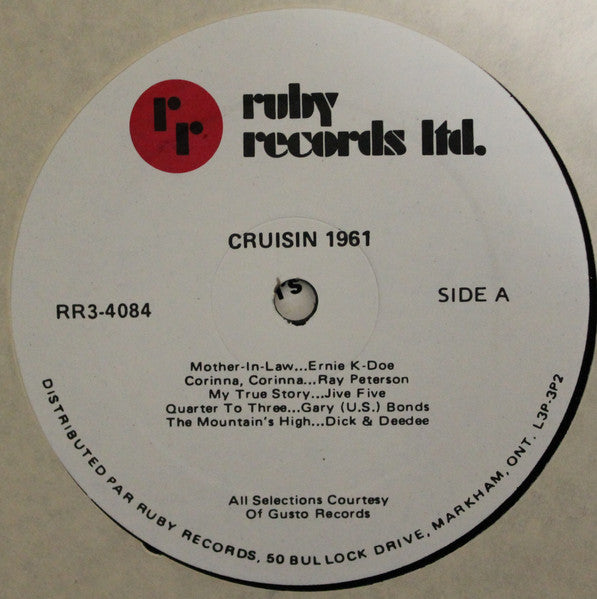 rr
ruby
records ltd.
CRUISIN 1961
RR3-4084
SIDE A
Mother-In-Law...Ernie K-Doe
Corinna, Corinna...Ray Peterson
My True Story...Jive Five
Quarter To Three...Gary (U.S.) Bonds
The Mountain's High...Dick & Deedee
All Selections Courtesy
Of Gusto Records
DISTRIBUTED PAR RUBY RECORDS, 50 BULLOCK DRIVE, MARKHAM, ONT. L3P-3P2